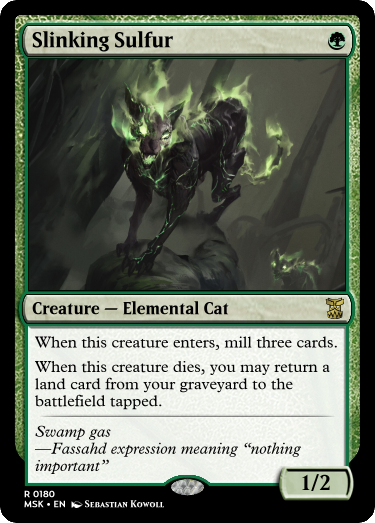 Slinking Sulfur
Creature — Elemental Cat
When this creature enters, mill three cards.
When this creature dies, you may return a
land card from your graveyard to the
battlefield tapped.
Swamp gas
—Fassahd expression meaning “nothing
important”
1/2
R 0180
MSK • EN Sebastian Kowoll